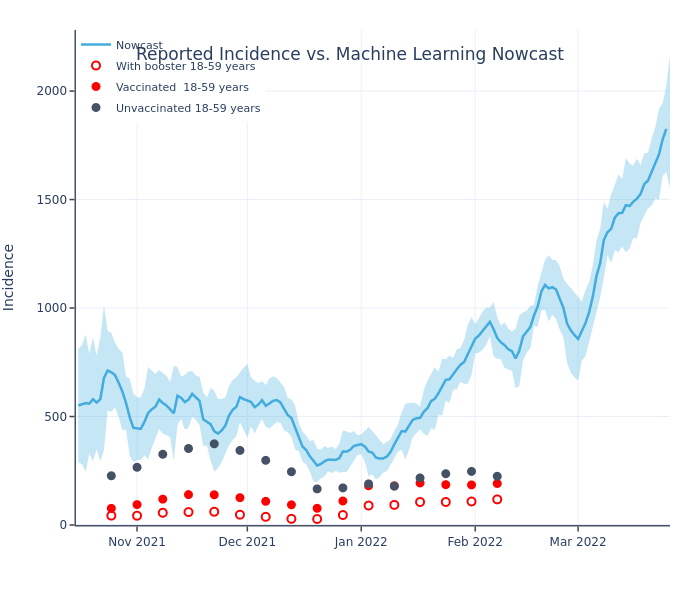 Reported Incidence vs. Machine Learning Nowcast
Nowcast
With booster 18-59 years
Vaccinated  18-59 years
Unvaccinated 18-59 years
Incidence
2000
1500
1000
500
0
Nov 2021
Dec 2021
Jan 2022
Feb 2022
Mar 2022